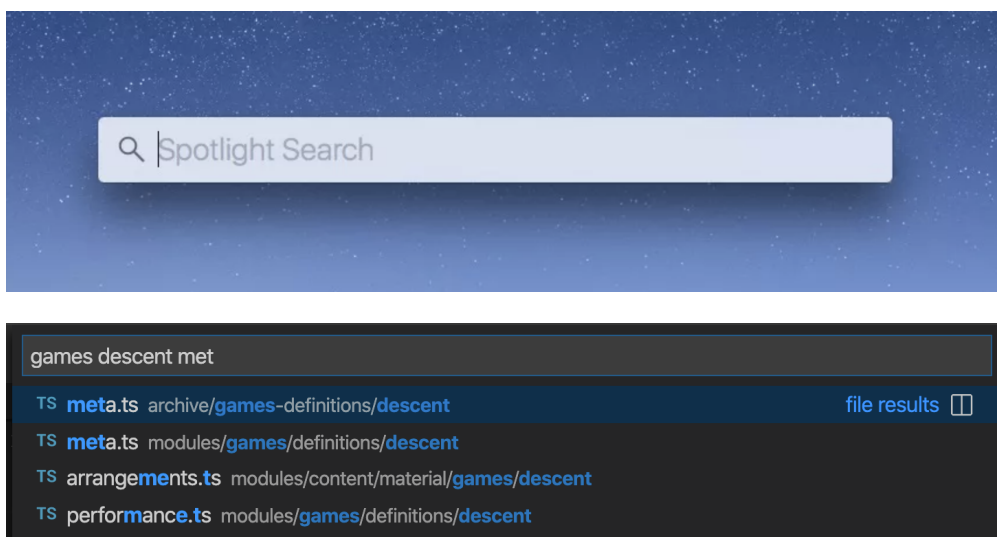 Spotlight Search
games descent met
TS meta.ts archive/games-definitions/descent file results
TS meta.ts modules/games/definitions/descent
TS arrangements.ts modules/content/material/games/descent
TS performance.ts modules/games/definitions/descent